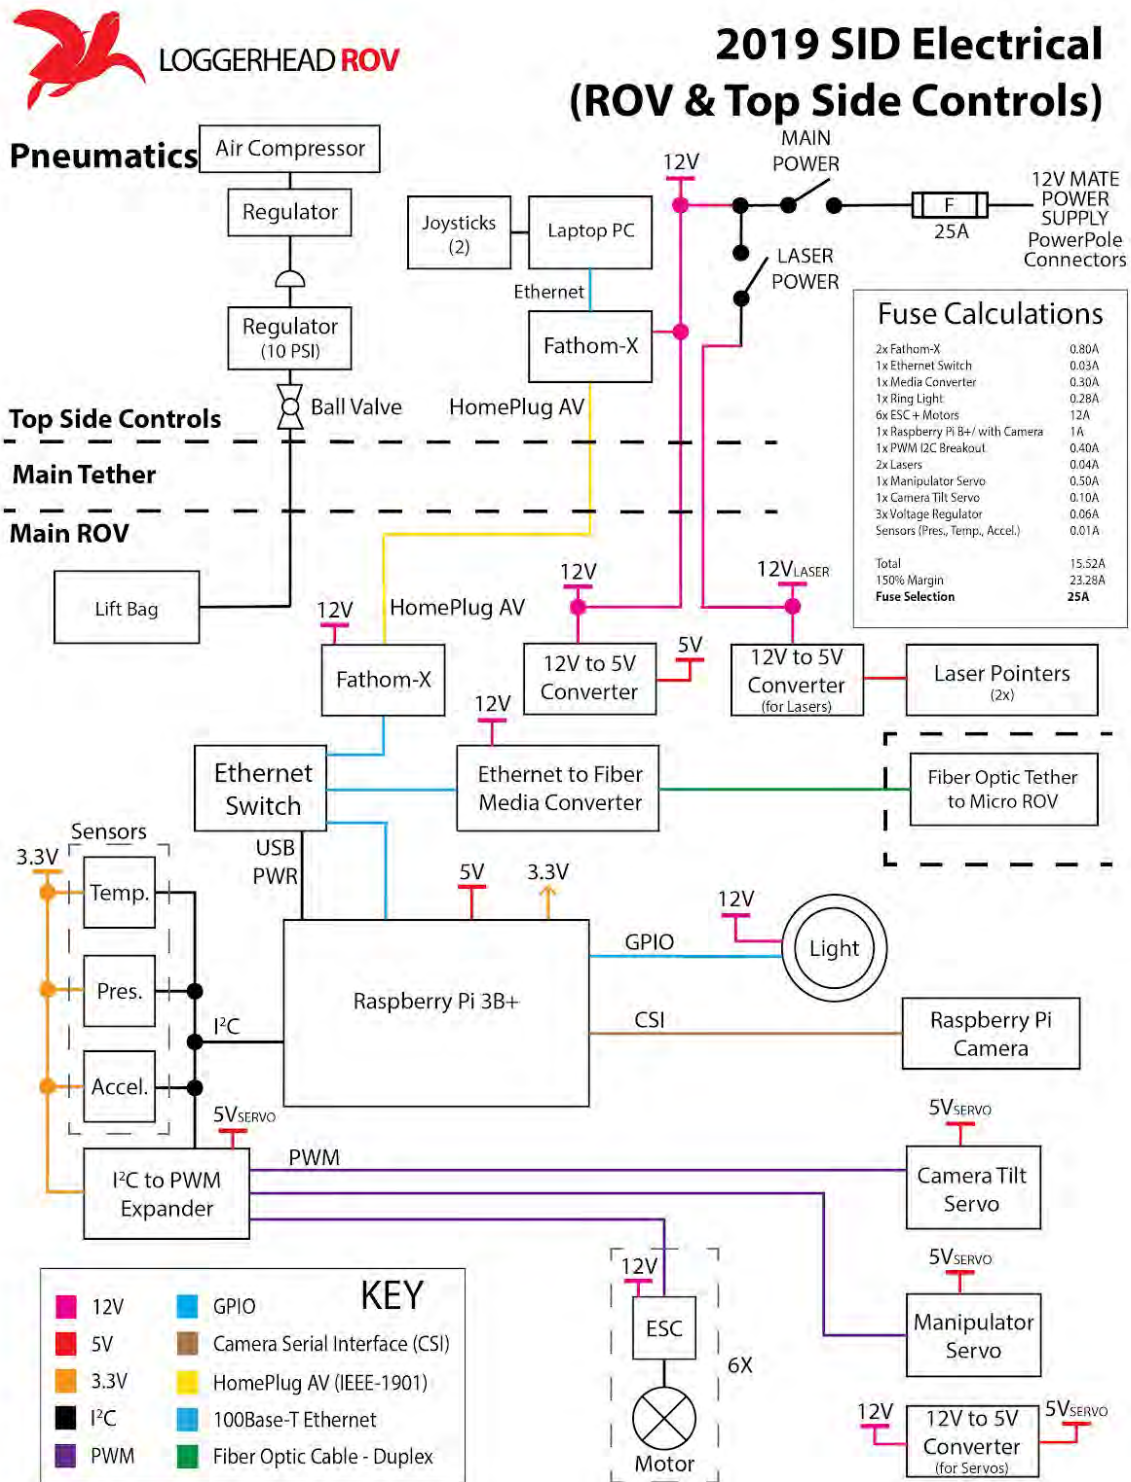 LOGGERHEAD ROV
2019 SID Electrical
(ROV & Top Side Controls)
Pneumatics
Air Compressor
Regulator
Regulator
(10 PSI)
Ball Valve
Joysticks
(2)
Laptop PC
Ethernet
Fathom-X
HomePlug AV
12V
MAIN
POWER
LASER
POWER
F
25A
12V MATE
POWER
SUPPLY
PowerPole
Connectors
Fuse Calculations
2x Fathom-X 0.80A
1x Ethernet Switch 0.03A
1x Media Converter 0.30A
1x Ring Light 0.28A
6x ESC + Motors 12A
1x Raspberry Pi B+/ with Camera 1A
1x PWM I2C Breakout 0.40A
2x Lasers 0.04A
1x Manipulator Servo 0.50A
1x Camera Tilt Servo 0.10A
3x Voltage Regulator 0.06A
Sensors (Pres., Temp., Accel.) 0.01A
Total 15.52A
150% Margin 23.28A
Fuse Selection 25A
Top Side Controls
Main Tether
Main ROV
Lift Bag
12V
HomePlug AV
Fathom-X
12V
12V to 5V
Converter
5V
12VLASER
12V to 5V
Converter
(for Lasers)
Laser Pointers
(2x)
12V
Ethernet
Switch
Ethernet to Fiber
Media Converter
Fiber Optic Tether
to Micro ROV
USB
PWR
Sensors
3.3V
Temp.
Pres.
Accel.
I²C
5V
3.3V
Raspberry Pi 3B+
GPIO
12V
Light
CSI
Raspberry Pi
Camera
5VSERVO
I²C to PWM
Expander
PWM
5VSERVO
Camera Tilt
Servo
5VSERVO
Manipulator
Servo
12V
ESC
Motor
6X
12V
12V to 5V
Converter
(for Servos)
5VSERVO
KEY
12V
5V
3.3V
I²C
PWM
GPIO
Camera Serial Interface (CSI)
HomePlug AV (IEEE-1901)
100Base-T Ethernet
Fiber Optic Cable - Duplex